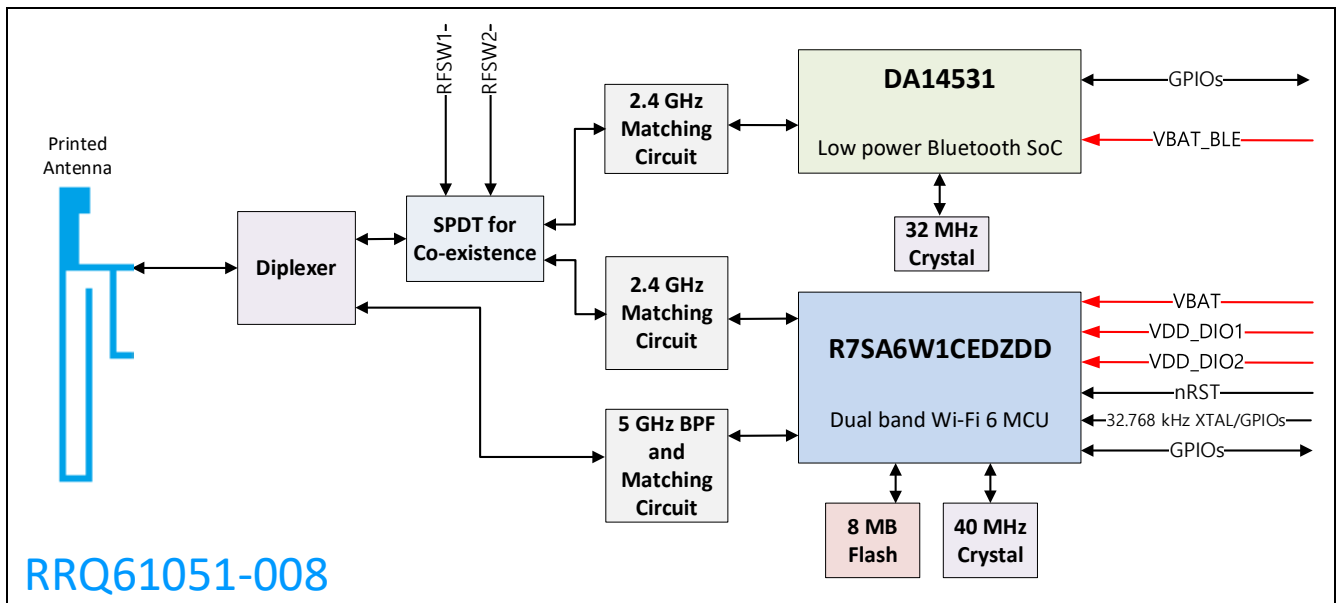 RFSW1-
RFSW2-
Printed
Antenna
Diplexer
SPDT for
Co-existence
2.4 GHz
Matching
Circuit
2.4 GHz
Matching
Circuit
5 GHz BPF
and
Matching
Circuit
DA14531
Low power Bluetooth SoC
GPIOs
VBAT_BLE
32 MHz
Crystal
R7SA6W1CEDZDD
Dual band Wi-Fi 6 MCU
VBAT
VDD_DIO1
VDD_DIO2
nRST
32.768 kHz XTAL/GPIOs
GPIOs
8 MB
Flash
40 MHz
Crystal
RRQ61051-008